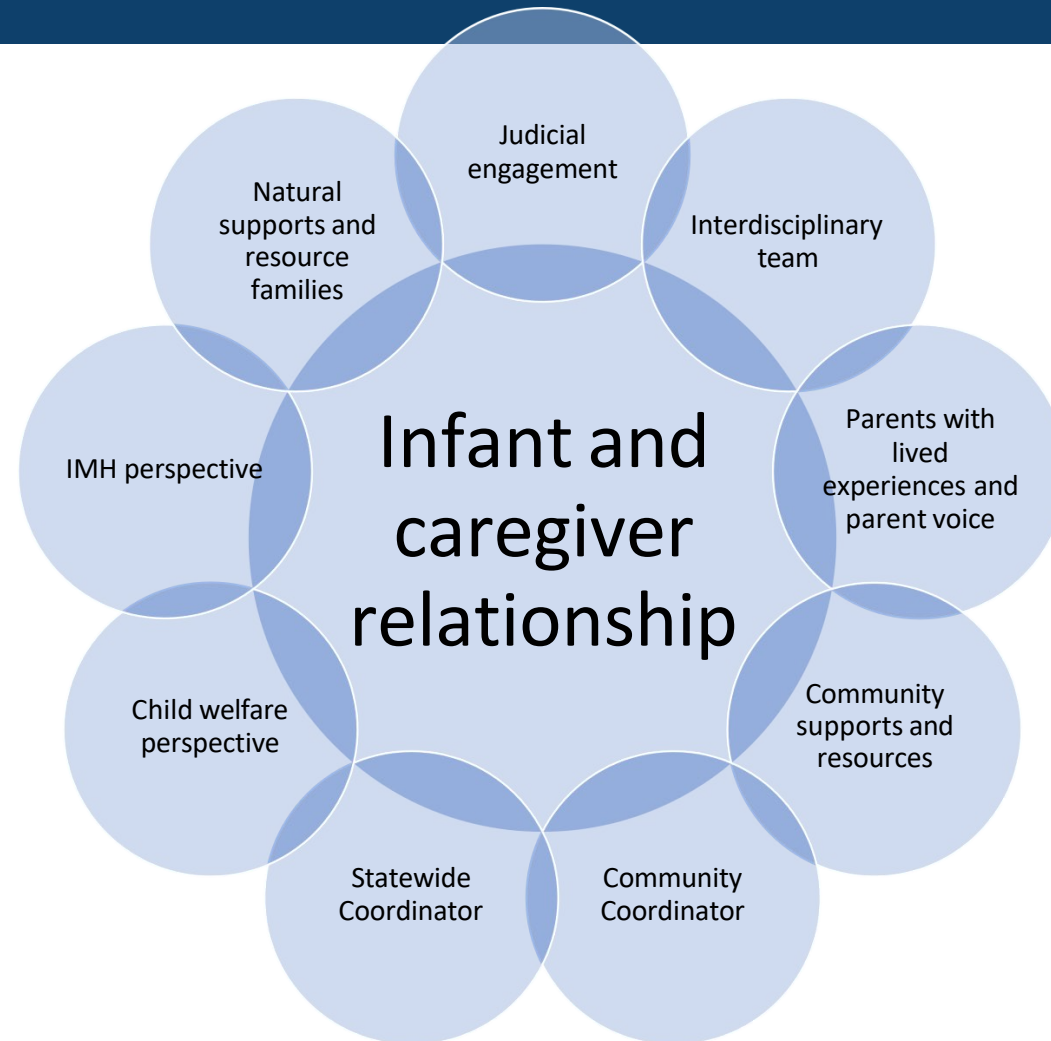 Judicial
engagement
Interdisciplinary
team
Parents with
lived
experiences and
parent voice
Community
supports and
resources
Community
Coordinator
Statewide
Coordinator
Child welfare
perspective
IMH perspective
Natural
supports and
resource
families
Infant and
caregiver
relationship